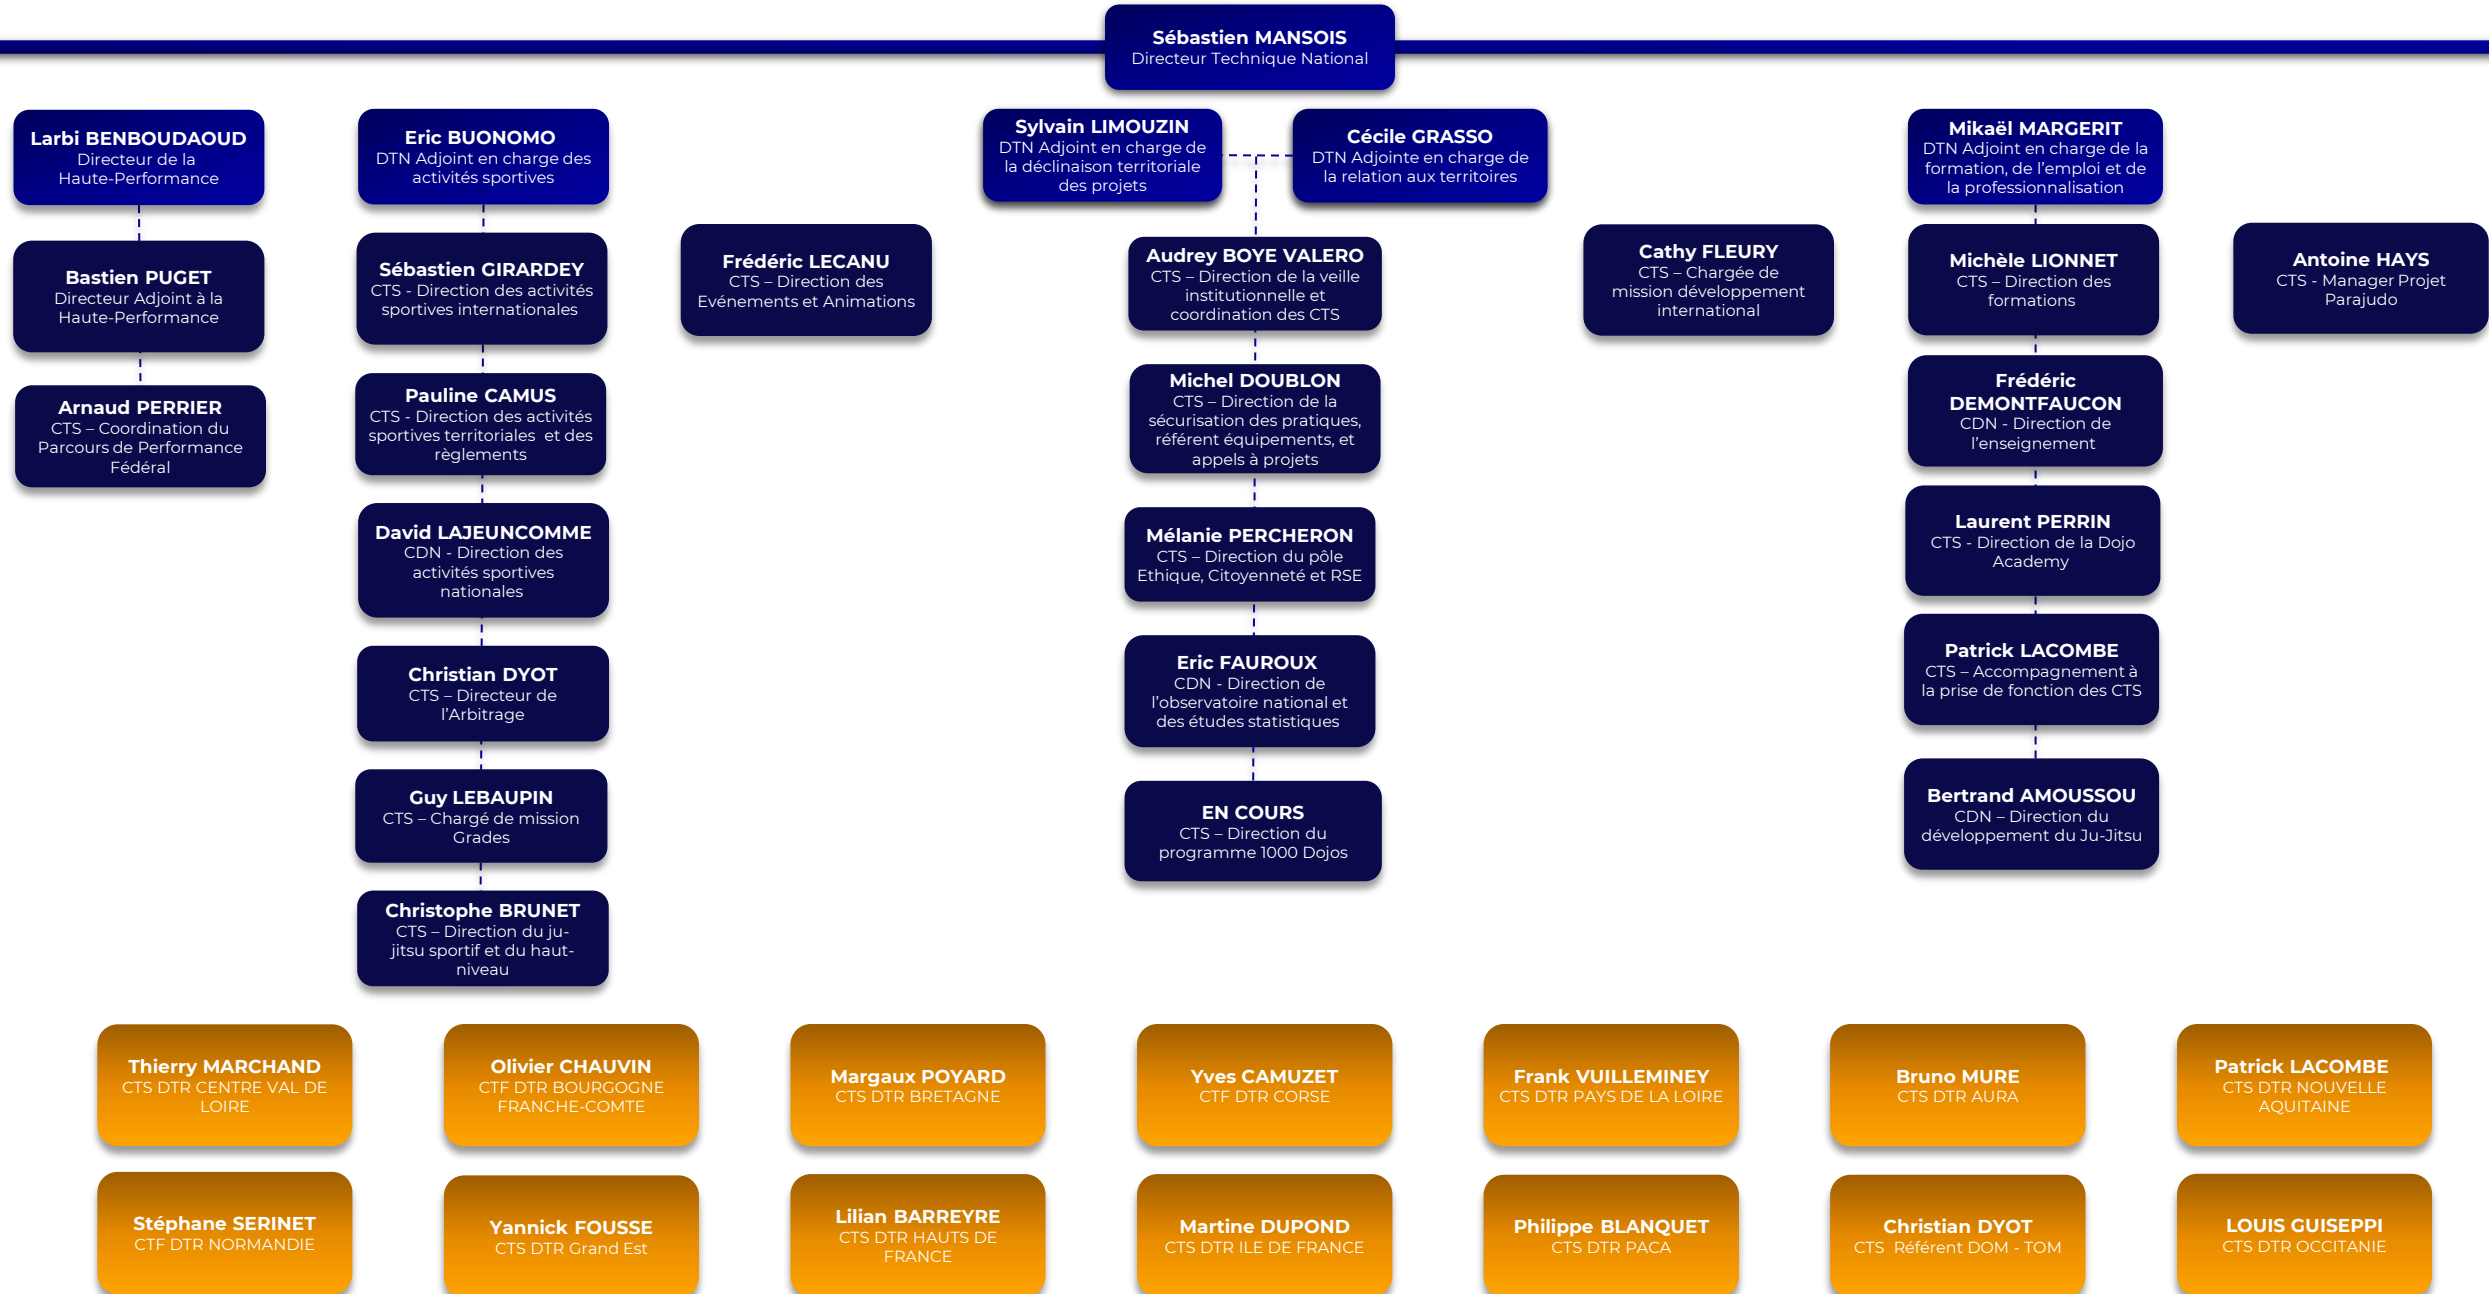 Sébastien MANSOIS
Directeur Technique National
Larbi BENBOUDAOUD
Directeur de la
Haute-Performance
Bastien PUGET
Directeur Adjoint à la
Haute-Performance
Arnaud PERRIER
CTS – Coordination du
Parcours de Performance
Fédéral
Eric BUONOMO
DTN Adjoint en charge des
activités sportives
Sébastien GIRARDEY
CTS - Direction des activités
sportives internationales
Pauline CAMUS
CTS - Direction des activités
sportives territoriales et des
règlements
David LAJEUNCOMME
CDN - Direction des
activités sportives
nationales
Christian DYOT
CTS – Directeur de
l'Arbitrage
Guy LEBAUPIN
CTS – Chargé de mission
Grades
Christophe BRUNET
CTS – Direction du ju-
jitsu sportif et du haut-
niveau
Frédéric LECANU
CTS – Direction des
Evénements et Animations
Sylvain LIMOUZIN
DTN Adjoint en charge de
la déclinaison territoriale
des projets
Cécile GRASSO
DTN Adjointe en charge de
la relation aux territoires
Audrey BOYE VALERO
CTS – Direction de la veille
institutionnelle et
coordination des CTS
Michel DOUBLON
CTS – Direction de la
sécurisation des pratiques,
référent équipements, et
appels à projets
Mélanie PERCHERON
CTS – Direction du pôle
Ethique, Citoyenneté et RSE
Eric FAUROUX
CDN - Direction de
l'observatoire national et
des études statistiques
EN COURS
CTS – Direction du
programme 1000 Dojos
Cathy FLEURY
CTS – Chargée de
mission développement
international
Mikaël MARGERIT
DTN Adjoint en charge de la
formation, de l'emploi et de
la professionnalisation
Michèle LIONNET
CTS – Direction des
formations
Frédéric
DEMONTFAUCON
CDN - Direction de
l'enseignement
Laurent PERRIN
CTS - Direction de la Dojo
Academy
Patrick LACOMBE
CTS – Accompagnement à
la prise de fonction des CTS
Bertrand AMOUSSOU
CDN – Direction du
développement du Ju-Jitsu
Antoine HAYS
CTS - Manager Projet
Parajudo
Thierry MARCHAND
CTS DTR CENTRE VAL DE
LOIRE
Olivier CHAUVIN
CTF DTR BOURGOGNE
FRANCHE-COMTE
Margaux POYARD
CTS DTR BRETAGNE
Yves CAMUZET
CTF DTR CORSE
Frank VUILLEMINEY
CTS DTR PAYS DE LA LOIRE
Bruno MURE
CTS DTR AURA
Patrick LACOMBE
CTS DTR NOUVELLE
AQUITAINE
Stéphane SERINET
CTF DTR NORMANDIE
Yannick FOUSSE
CTS DTR Grand Est
Lilian BARREYRE
CTS DTR HAUTS DE
FRANCE
Martine DUPOND
CTS DTR ILE DE FRANCE
Philippe BLANQUET
CTS DTR PACA
Christian DYOT
CTS Référent DOM - TOM
LOUIS GUISEPPI
CTS DTR OCCITANIE